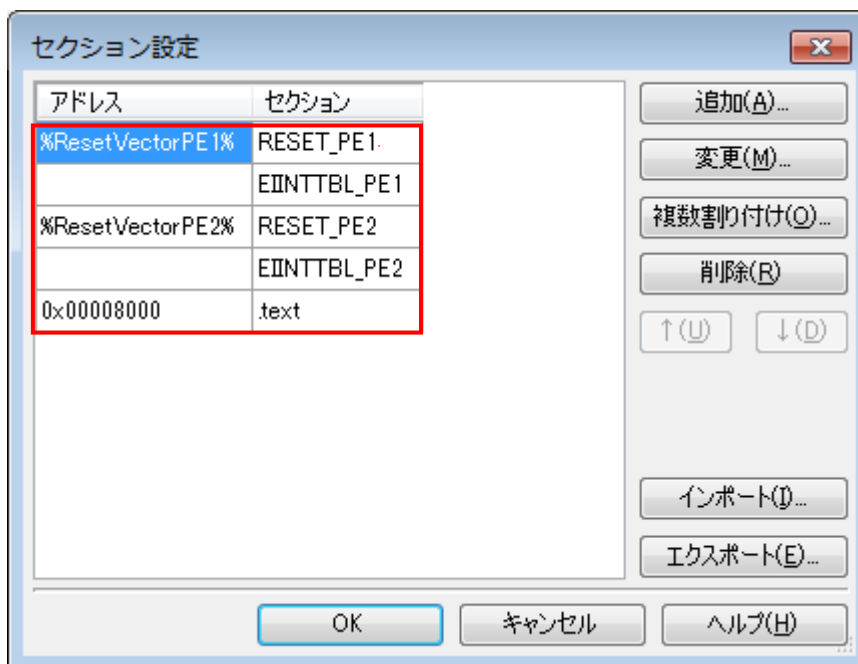 セクション設定
アドレス セクション
%ResetVectorPE1% RESET_PE1
EIINTTBL_PE1
%ResetVectorPE2% RESET_PE2
EIINTTBL_PE2
0x00008000 .text
追加(A)...
変更(M)...
複数割り付け(O)...
削除(R)
↑(U) ↓(D)
インポート(I)...
エクスポート(E)...
OK キャンセル ヘルプ(H)